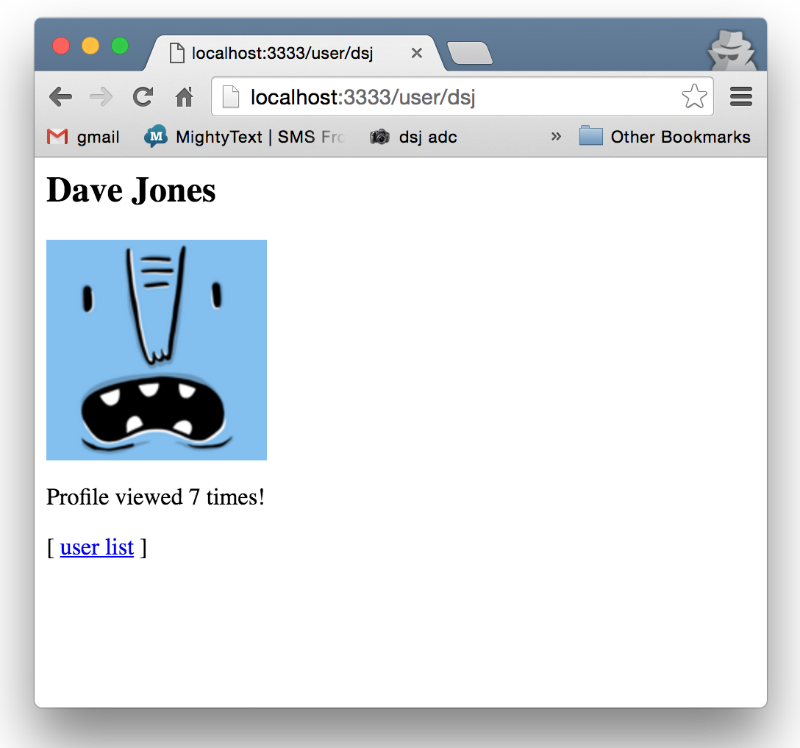 localhost:3333/user/dsj
localhost:3333/user/dsj
gmail
MightyText | SMS Fro
dsj adc
»
Other Bookmarks
Dave Jones
Profile viewed 7 times!
[ user list ]